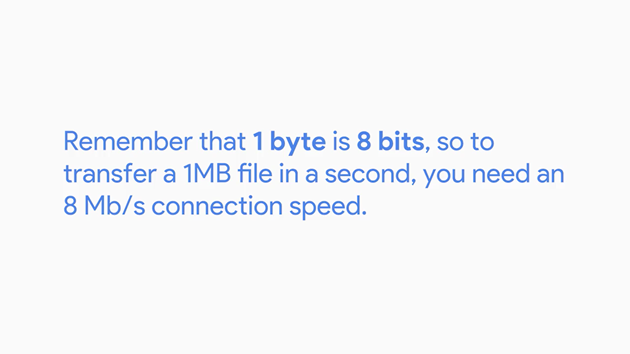 Remember that 1 byte is 8 bits, so to
transfer a 1MB file in a second, you need an
8 Mb/s connection speed.